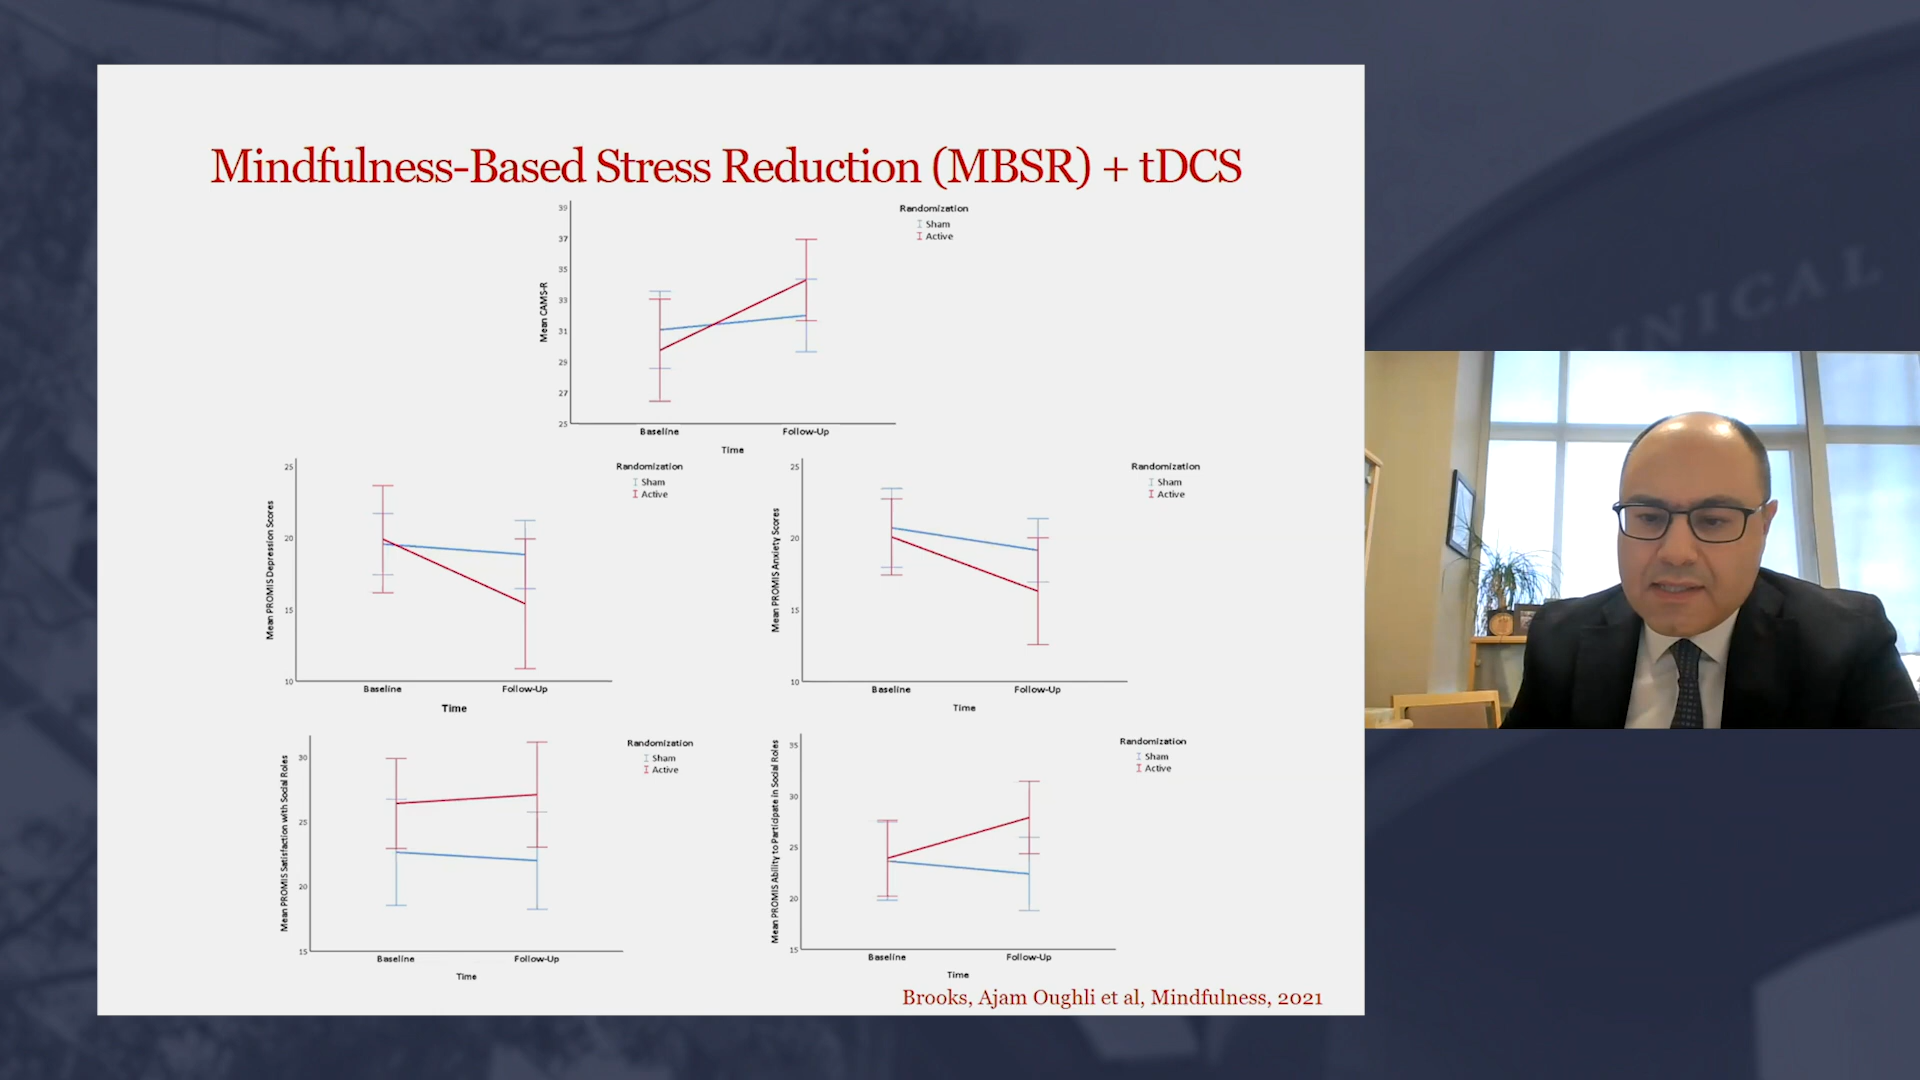 Mindfulness-Based Stress Reduction (MBSR) + tDCS
Mean CAMS-R
39
37
35
33
31
29
27
25
Baseline
Follow-Up
Time
Randomization
Sham
Active
Mean PROMIS Depression Scores
25
20
15
10
Baseline
Follow-Up
Time
Randomization
Sham
Active
Mean PROMIS Anxiety Scores
25
20
15
10
Baseline
Follow-Up
Time
Randomization
Sham
Active
Mean PROMIS Satisfaction with Social Roles
30
25
20
15
Baseline
Follow-Up
Time
Randomization
Sham
Active
Mean PROMIS Ability to Participate in Social Roles
35
30
25
20
15
Baseline
Follow-Up
Time
Randomization
Sham
Active
Brooks, Ajam Oughli et al, Mindfulness, 2021